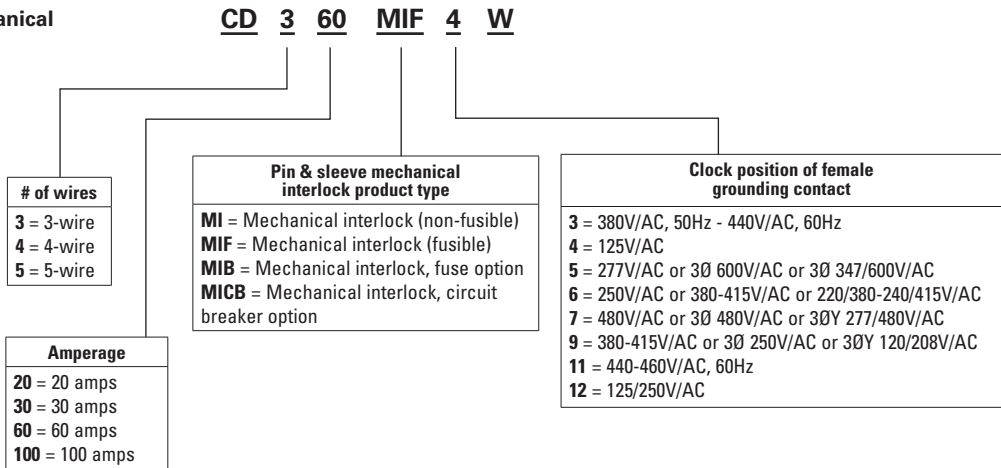 CD 3 60 MIF 4 W
# of wires
3 = 3-wire
4 = 4-wire
5 = 5-wire
Amperage
20 = 20 amps
30 = 30 amps
60 = 60 amps
100 = 100 amps
Pin & sleeve mechanical
interlock product type
MI = Mechanical interlock (non-fusible)
MIF = Mechanical interlock (fusible)
MIB = Mechanical interlock, fuse option
MICB = Mechanical interlock, circuit
breaker option
Clock position of female
grounding contact
3 = 380V/AC, 50Hz - 440V/AC, 60Hz
4 = 125V/AC
5 = 277V/AC or 3Ø 600V/AC or 3Ø 347/600V/AC
6 = 250V/AC or 380-415V/AC or 220/380-240/415V/AC
7 = 480V/AC or 3Ø 480V/AC or 3ØY 277/480V/AC
9 = 380-415V/AC or 3Ø 250V/AC or 3ØY 120/208V/AC
11 = 440-460V/AC, 60Hz
12 = 125/250V/AC